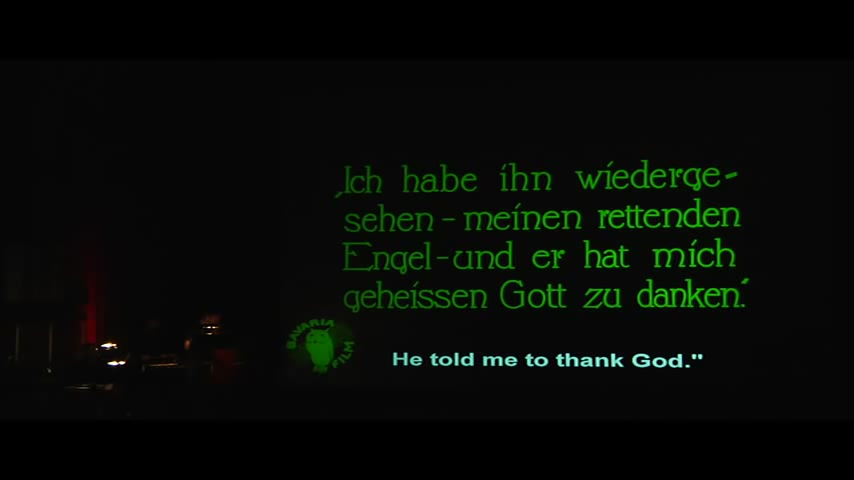 „Ich habe ihn wiederge-
sehen - meinen rettenden
Engel - und er hat mich
geheissen Gott zu danken."
BAVARIA FILM
He told me to thank God."